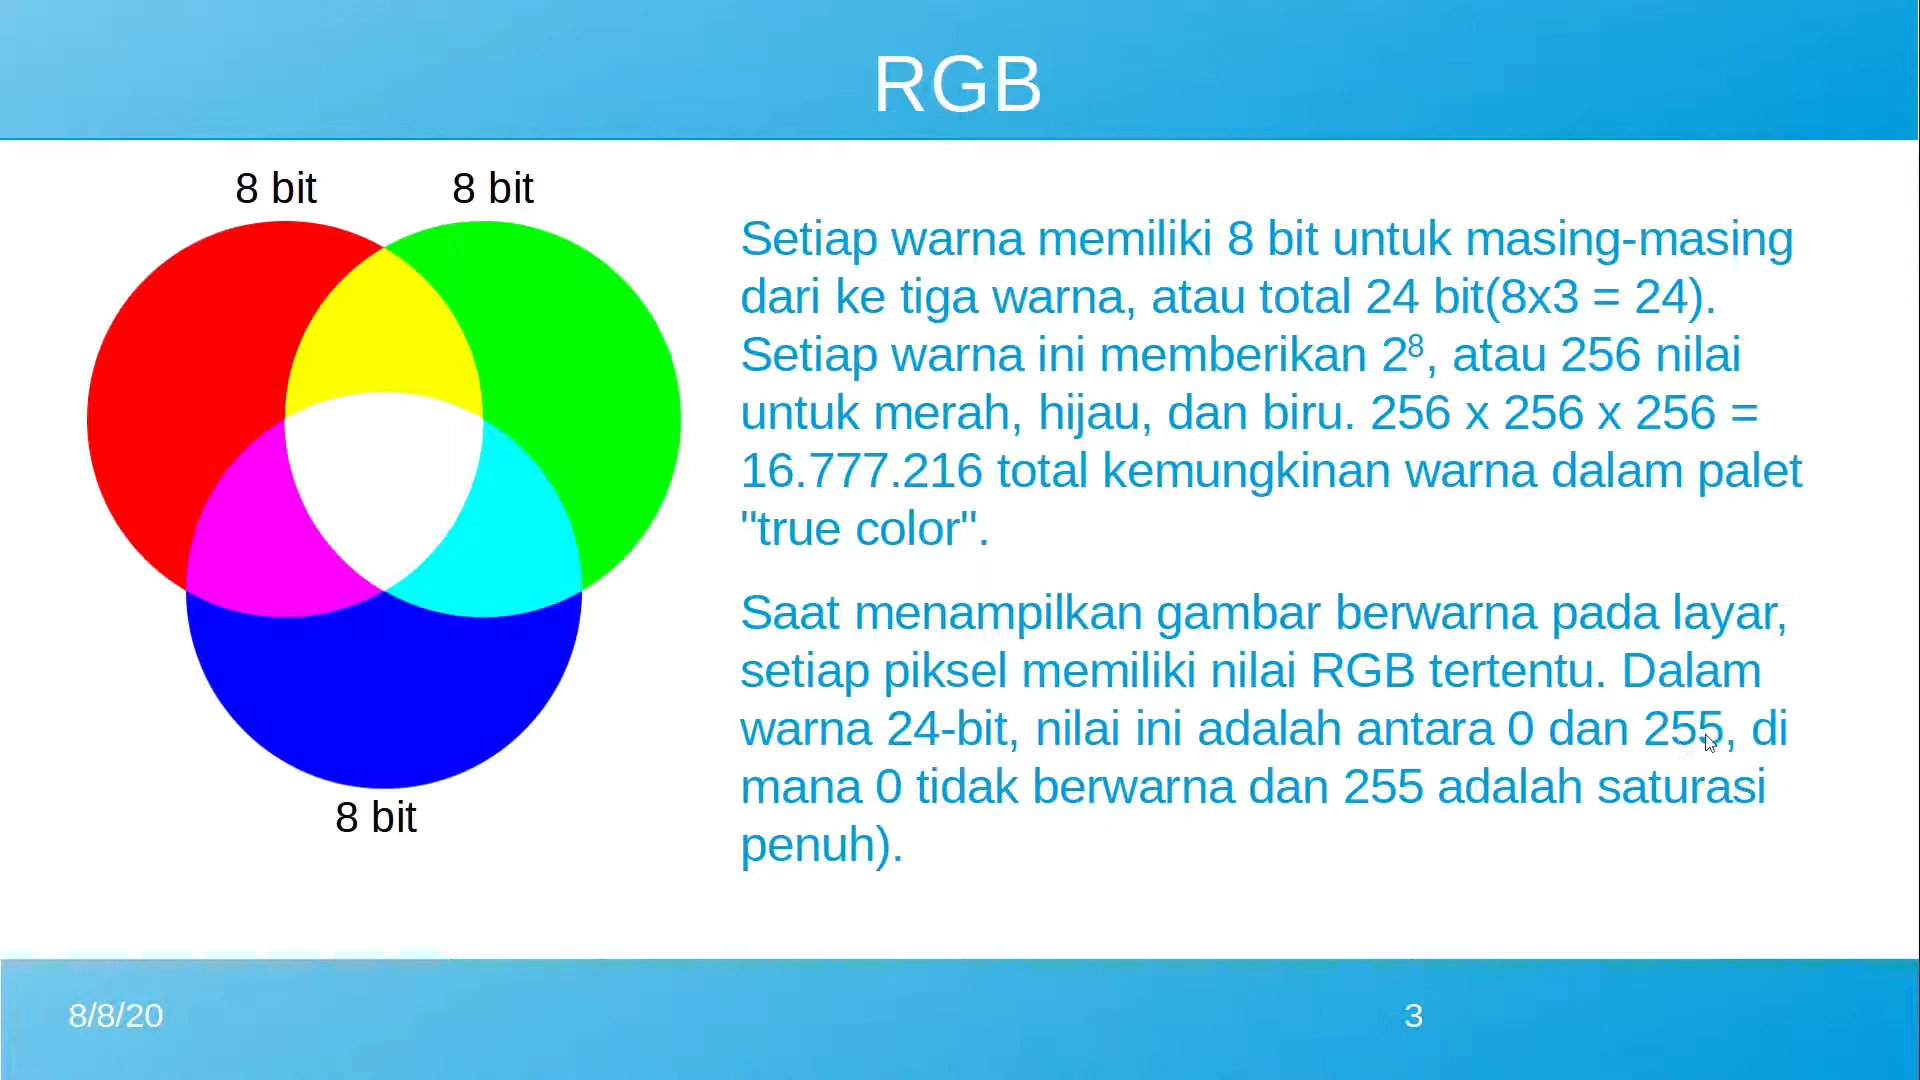 RGB
8 bit 8 bit
Setiap warna memiliki 8 bit untuk masing-masing
dari ke tiga warna, atau total 24 bit(8x3 = 24).
Setiap warna ini memberikan 2⁸, atau 256 nilai
untuk merah, hijau, dan biru. 256 x 256 x 256 =
16.777.216 total kemungkinan warna dalam palet
"true color".
Saat menampilkan gambar berwarna pada layar,
setiap piksel memiliki nilai RGB tertentu. Dalam
warna 24-bit, nilai ini adalah antara 0 dan 255, di
mana 0 tidak berwarna dan 255 adalah saturasi
penuh).
8 bit
8/8/20
3